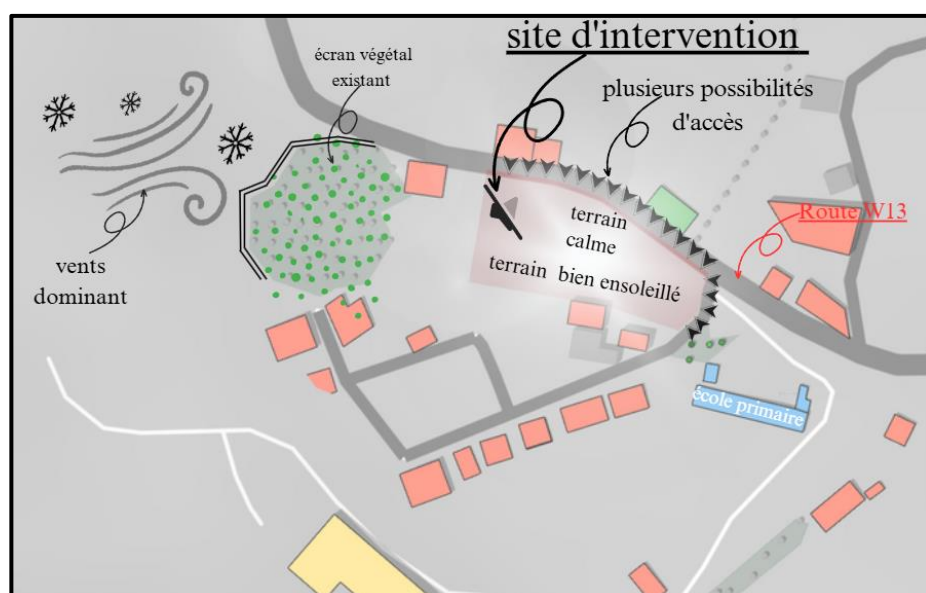 site d'intervention
écran végétal
existant
plusieurs possibilités
d'accès
terrain
calme
terrain bien ensoleillé
Route W13
vents
dominant
école primaire